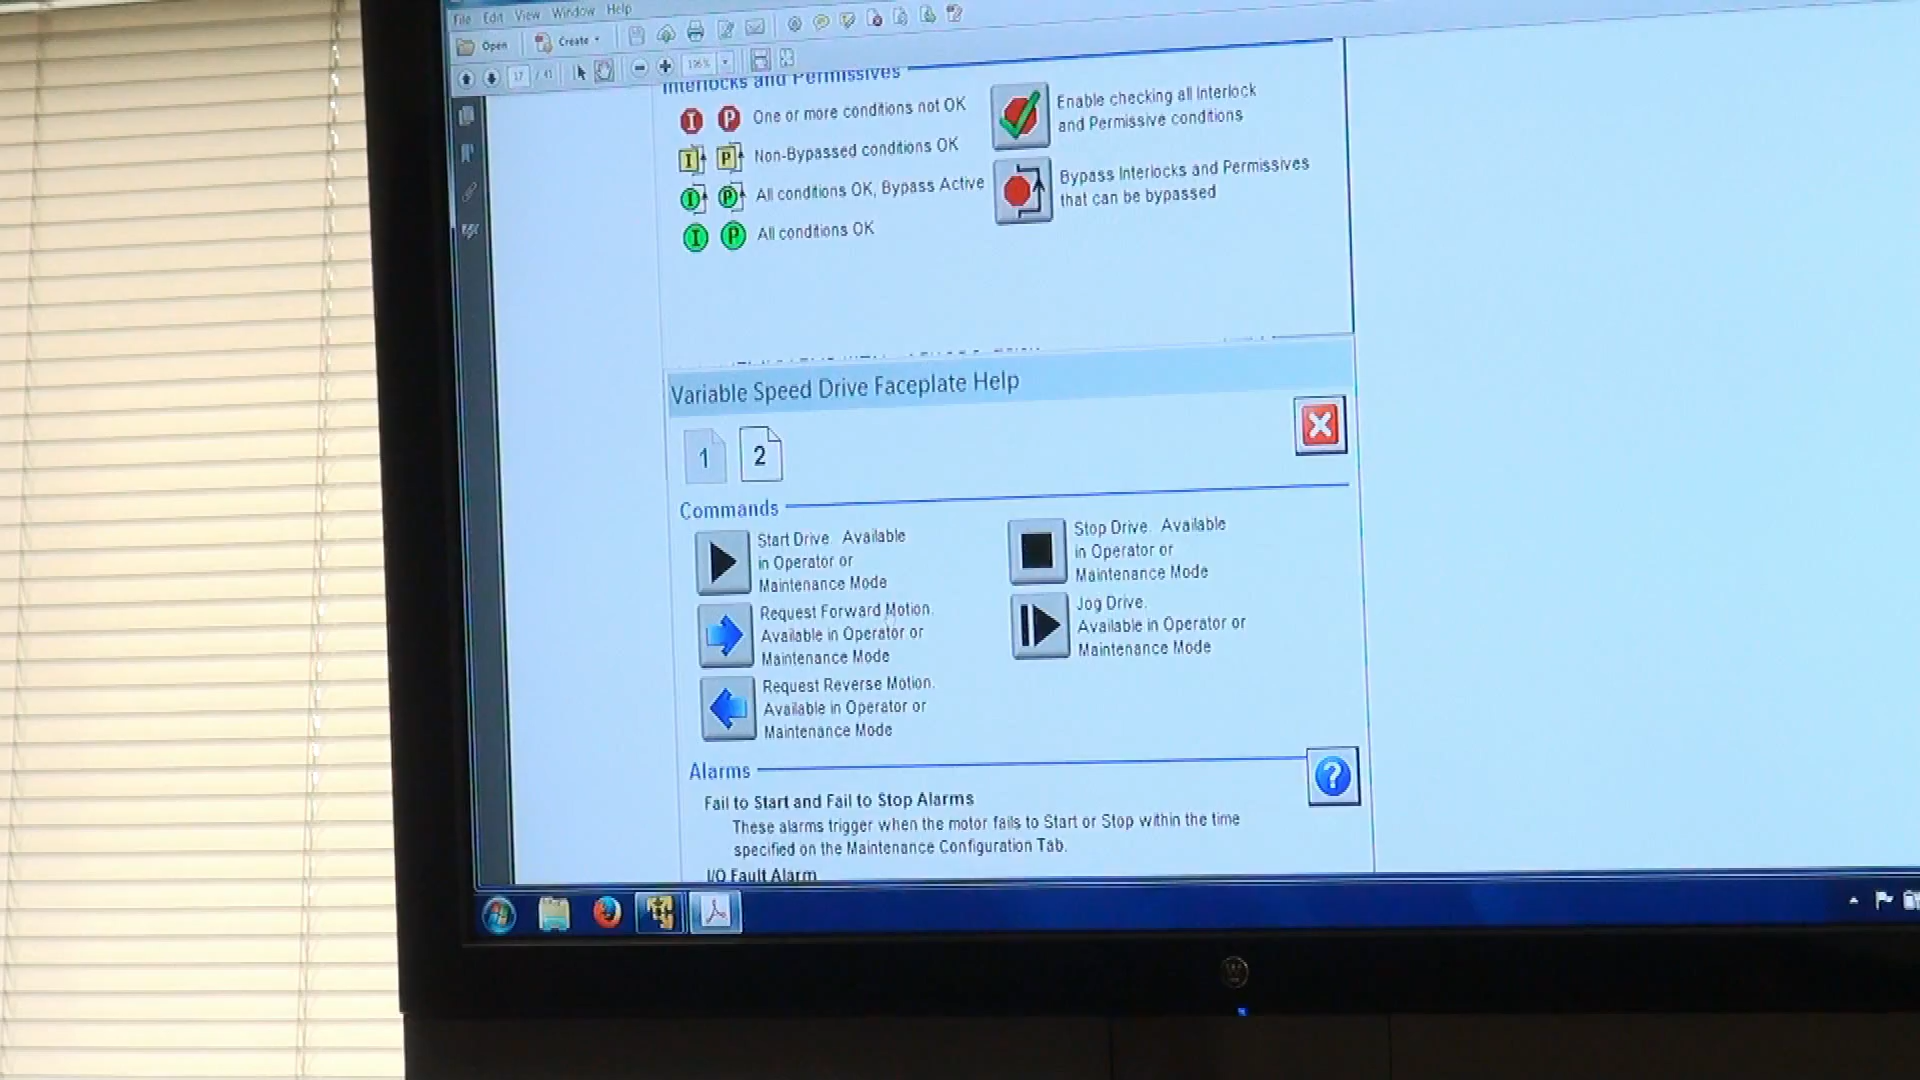 File Edit View Window Help
Open Create
17 / 41
Interlocks and Permissives
I P One or more conditions not OK
I P Non-Bypassed conditions OK
I P All conditions OK, Bypass Active
I P All conditions OK
Enable checking all Interlock
and Permissive conditions
Bypass Interlocks and Permissives
that can be bypassed
Variable Speed Drive Faceplate Help
1 2
Commands
Start Drive. Available
in Operator or
Maintenance Mode
Request Forward Motion.
Available in Operator or
Maintenance Mode
Request Reverse Motion.
Available in Operator or
Maintenance Mode
Stop Drive. Available
in Operator or
Maintenance Mode
Jog Drive.
Available in Operator or
Maintenance Mode
Alarms
?
Fail to Start and Fail to Stop Alarms
These alarms trigger when the motor fails to Start or Stop within the time
specified on the Maintenance Configuration Tab.
I/O Fault Alarm
W